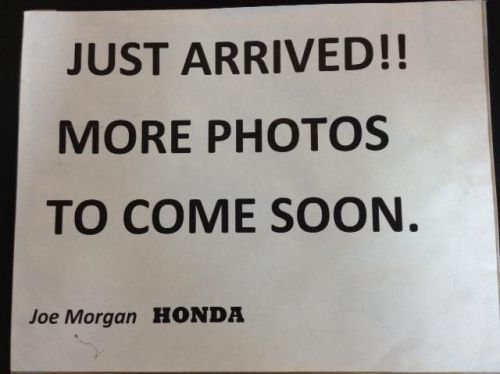 JUST ARRIVED!!
MORE PHOTOS
TO COME SOON.
Joe Morgan HONDA